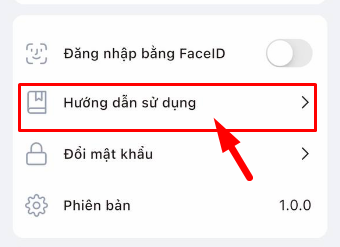 Đăng nhập bằng FaceID
Hướng dẫn sử dụng
Đổi mật khẩu
Phiên bản 1.0.0